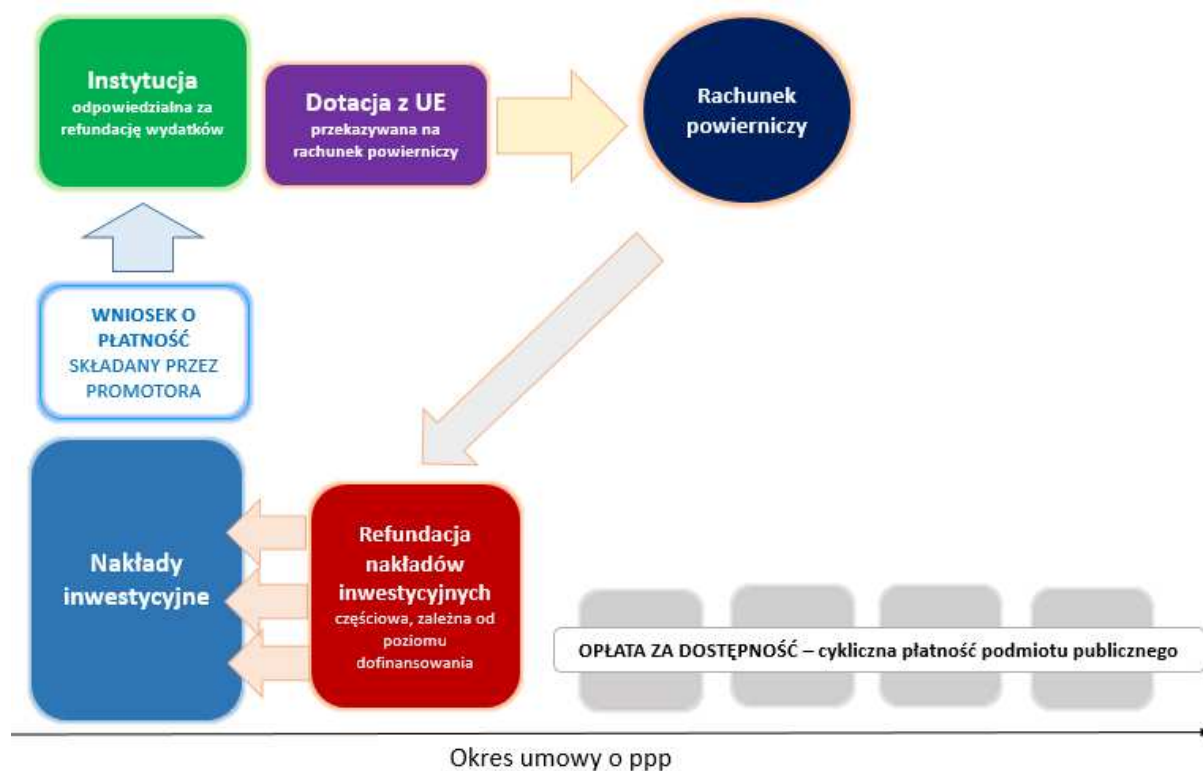 Instytucja
odpowiedzialna za
refundację wydatków
Dotacja z UE
przekazywana na
rachunek powierniczy
Rachunek
powierniczy
WNIOSEK O
PŁATNOŚĆ
SKŁADANY PRZEZ
PROMOTORA
Nakłady
inwestycyjne
Refundacja
nakładów
inwestycyjnych
częściowa, zależna od
poziomu
dofinansowania
OPŁATA ZA DOSTĘPNOŚĆ – cykliczna płatność podmiotu publicznego
Okres umowy o ppp